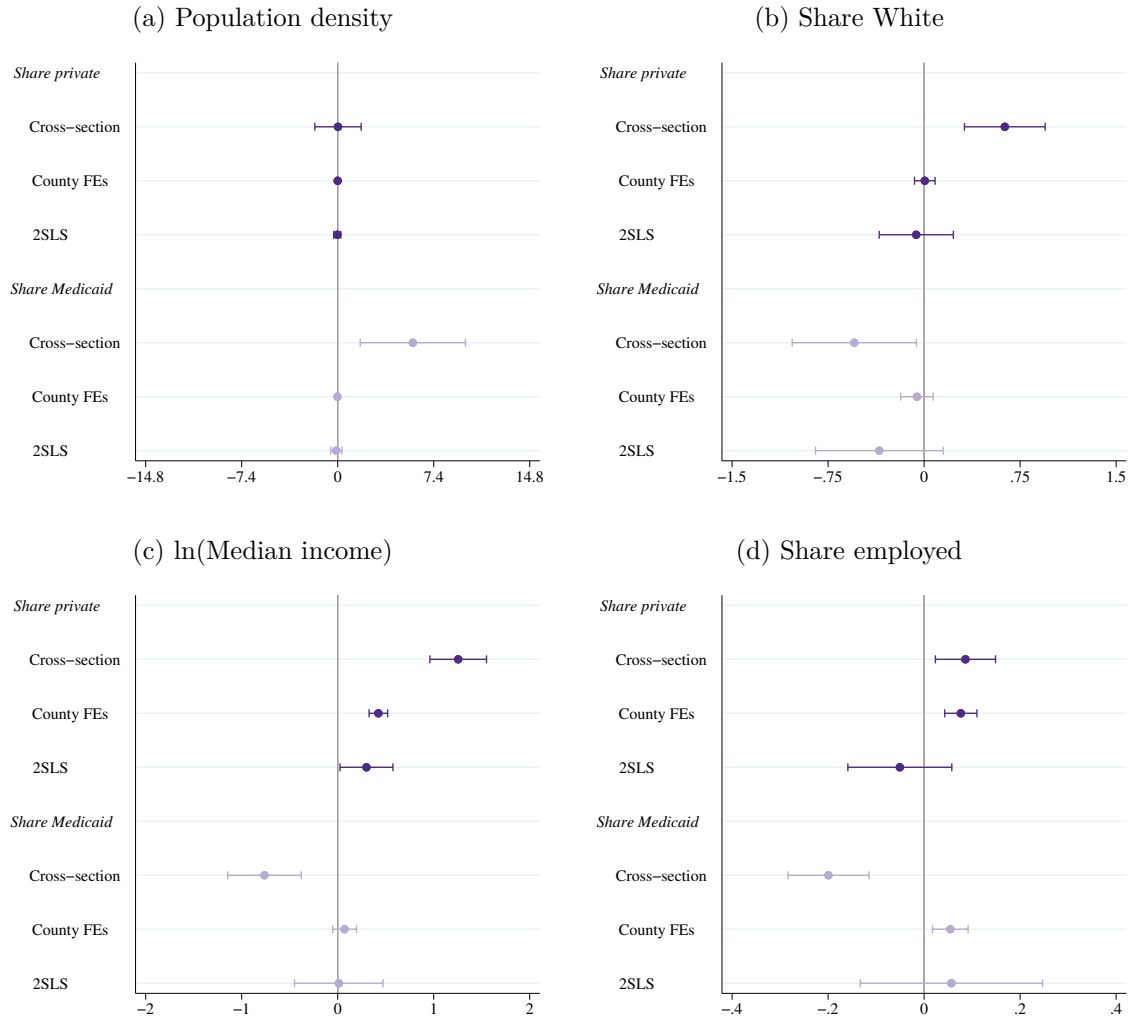 (a) Population density
Share private
Cross−section
County FEs
2SLS
Share Medicaid
Cross−section
County FEs
2SLS
−14.8 −7.4 0 7.4 14.8
(b) Share White
Share private
Cross−section
County FEs
2SLS
Share Medicaid
Cross−section
County FEs
2SLS
−1.5 −.75 0 .75 1.5
(c) ln(Median income)
Share private
Cross−section
County FEs
2SLS
Share Medicaid
Cross−section
County FEs
2SLS
−2 −1 0 1 2
(d) Share employed
Share private
Cross−section
County FEs
2SLS
Share Medicaid
Cross−section
County FEs
2SLS
−.4 −.2 0 .2 .4